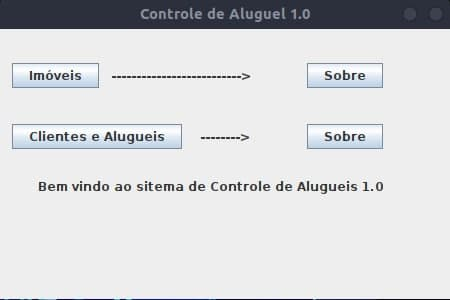 Controle de Aluguel 1.0
Imóveis --------------------------> Sobre
Clientes e Alugueis --------> Sobre
Bem vindo ao sitema de Controle de Alugueis 1.0